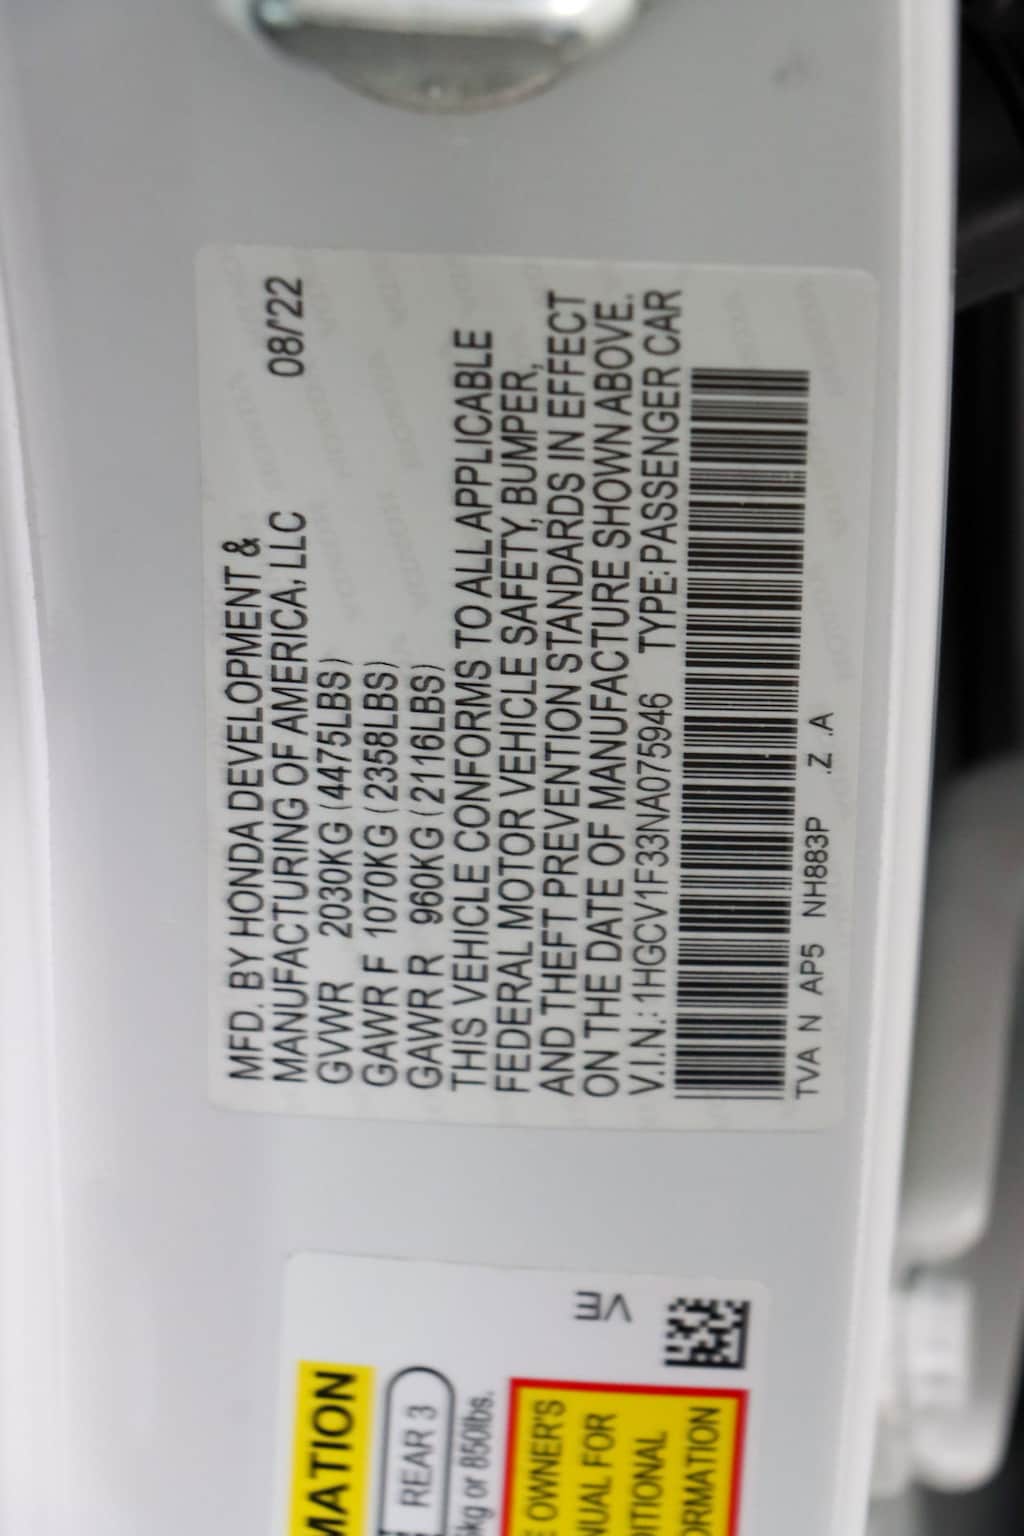 MFD. BY HONDA DEVELOPMENT &
MANUFACTURING OF AMERICA, LLC 08/'22
GVWR 2030KG (4475LBS)
GAWR F 1070KG (2358LBS)
GAWR R 960KG (2116LBS)
THIS VEHICLE CONFORMS TO ALL APPLICABLE
FEDERAL MOTOR VEHICLE SAFETY, BUMPER,
AND THEFT PREVENTION STANDARDS IN EFFECT
ON THE DATE OF MANUFACTURE SHOWN ABOVE.
V.I.N.: 1HGCV1F33NA075946 TYPE: PASSENGER CAR
TVA N AP5 NH883P .Z .A
MATION
REAR 3
kg or 850lbs.
VE
E OWNER'S
NUAL FOR
ITIONAL
ORMATION